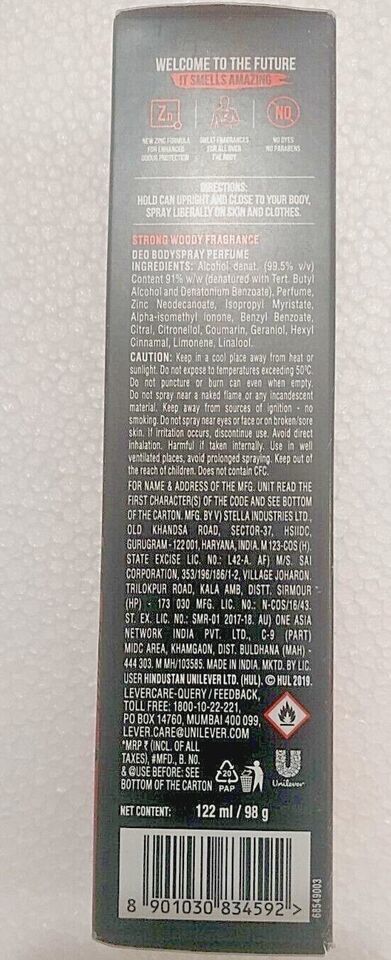 WELCOME TO THE FUTURE
IT SMELLS AMAZING
Zn
NO
NEW ZINC FORMULA
FOR ENHANCED
ODOUR PROTECTION
GREAT FRAGRANCES
FOR ALL OVER
THE BODY
NO DYES
NO PARABENS
DIRECTIONS:
HOLD CAN UPRIGHT AND CLOSE TO YOUR BODY,
SPRAY LIBERALLY ON SKIN AND CLOTHES.
STRONG WOODY FRAGRANCE
DEO BODYSPRAY PERFUME
INGREDIENTS: Alcohol denat. (99.5% v/v)
Content 91% w/w (denatured with Tert. Butyl
Alcohol and Denatonium Benzoate), Perfume,
Zinc Neodecanoate, Isopropyl Myristate,
Alpha-isomethyl ionone, Benzyl Benzoate,
Citral, Citronellol, Coumarin, Geraniol, Hexyl
Cinnamal, Limonene, Linalool.
CAUTION: Keep in a cool place away from heat or
sunlight. Do not expose to temperatures exceeding 50°C.
Do not puncture or burn can even when empty.
Do not spray near a naked flame or any incandescent
material. Keep away from sources of ignition - no
smoking. Do not spray near eyes or face or on broken/sore
skin. If irritation occurs, discontinue use. Avoid direct
inhalation. Harmful if taken internally. Use in well
ventilated places, avoid prolonged spraying. Keep out of
the reach of children. Does not contain CFC.
FOR NAME & ADDRESS OF THE MFG. UNIT READ THE
FIRST CHARACTER(S) OF THE CODE AND SEE BOTTOM
OF THE CARTON. MFG. BY V) STELLA INDUSTRIES LTD.,
OLD KHANDSA ROAD, SECTOR-37, HSIIDC,
GURUGRAM - 122 001, HARYANA, INDIA. M 123-COS (H).
STATE EXCISE LIC. NO.: L42-A. AF) M/S. SAI
CORPORATION, 353/196/186/1-2, VILLAGE JOHARON.
TRILOKPUR ROAD, KALA AMB, DISTT. SIRMOUR
(HP) - 173 030 MFG. LIC. NO.: N-COS/16/43.
ST. EX. LIC. NO.: SMR-01 2017-18. AU) ONE ASIA
NETWORK INDIA PVT. LTD., C-9 (PART)
MIDC AREA, KHAMGAON, DIST. BULDHANA (MAH) -
444 303. M MH/103585. MADE IN INDIA. MKTD. BY LIC.
USER HINDUSTAN UNILEVER LTD. (HUL). © HUL 2019.
LEVERCARE-QUERY / FEEDBACK,
TOLL FREE: 1800-10-22-221,
PO BOX 14760, MUMBAI 400 099,
LEVER.CARE@UNILEVER.COM
*MRP ₹ (INCL. OF ALL
TAXES), #MFD., B. NO.
& @USE BEFORE: SEE
BOTTOM OF THE CARTON
20
PAP
Unilever
NET CONTENT: 122 ml / 98 g
8 901030 834592 >
68549003